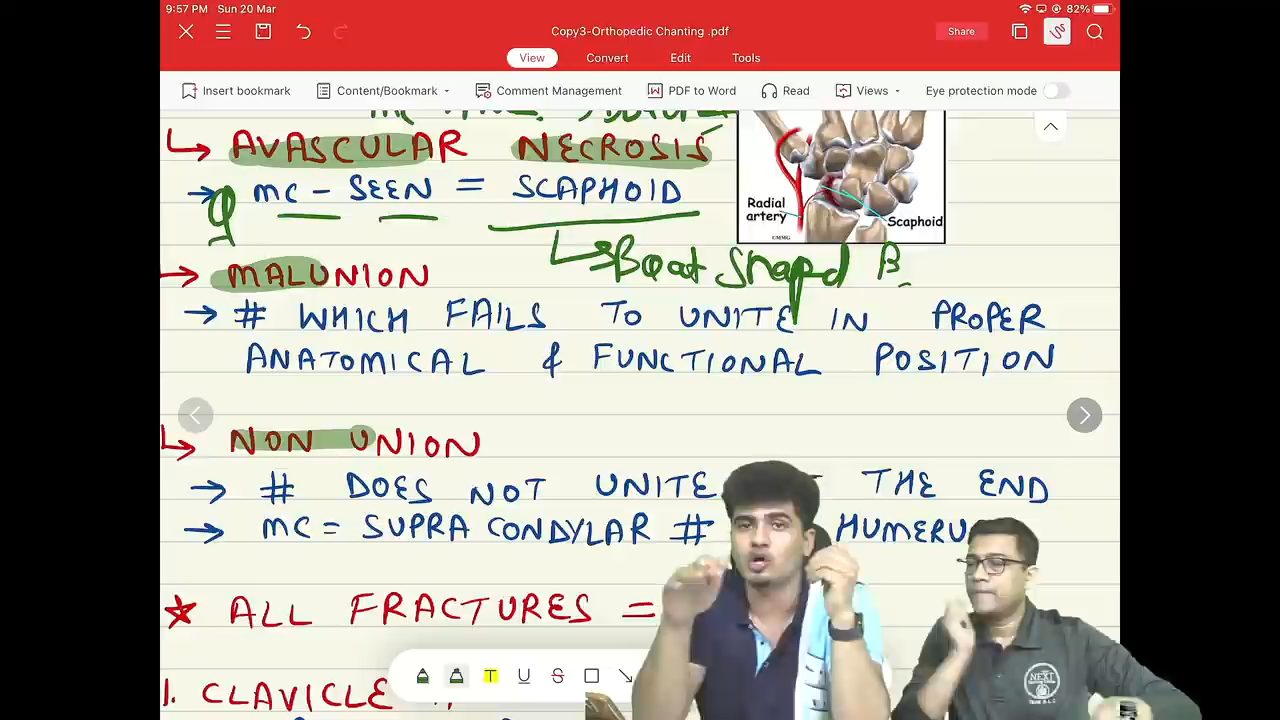 9:57 PM Sun 20 Mar 82%
Copy3-Orthopedic Chanting .pdf
Share
View Convert Edit Tools
Insert bookmark Content/Bookmark Comment Management PDF to Word Read Views Eye protection mode
↳ AVASCULAR NECROSIS
→ mc - SEEN = SCAPHOID
Radial artery
Scaphoid
↳ Boat Shaped B
→ MALUNION
→ # WHICH FAILS TO UNITE IN PROPER
ANATOMICAL & FUNCTIONAL POSITION
↳ NON UNION
→ # DOES NOT UNITE THE END
→ mc = SUPRA CONDYLAR # HUMERU
★ ALL FRACTURES =
1. CLAVICLE
NEXT